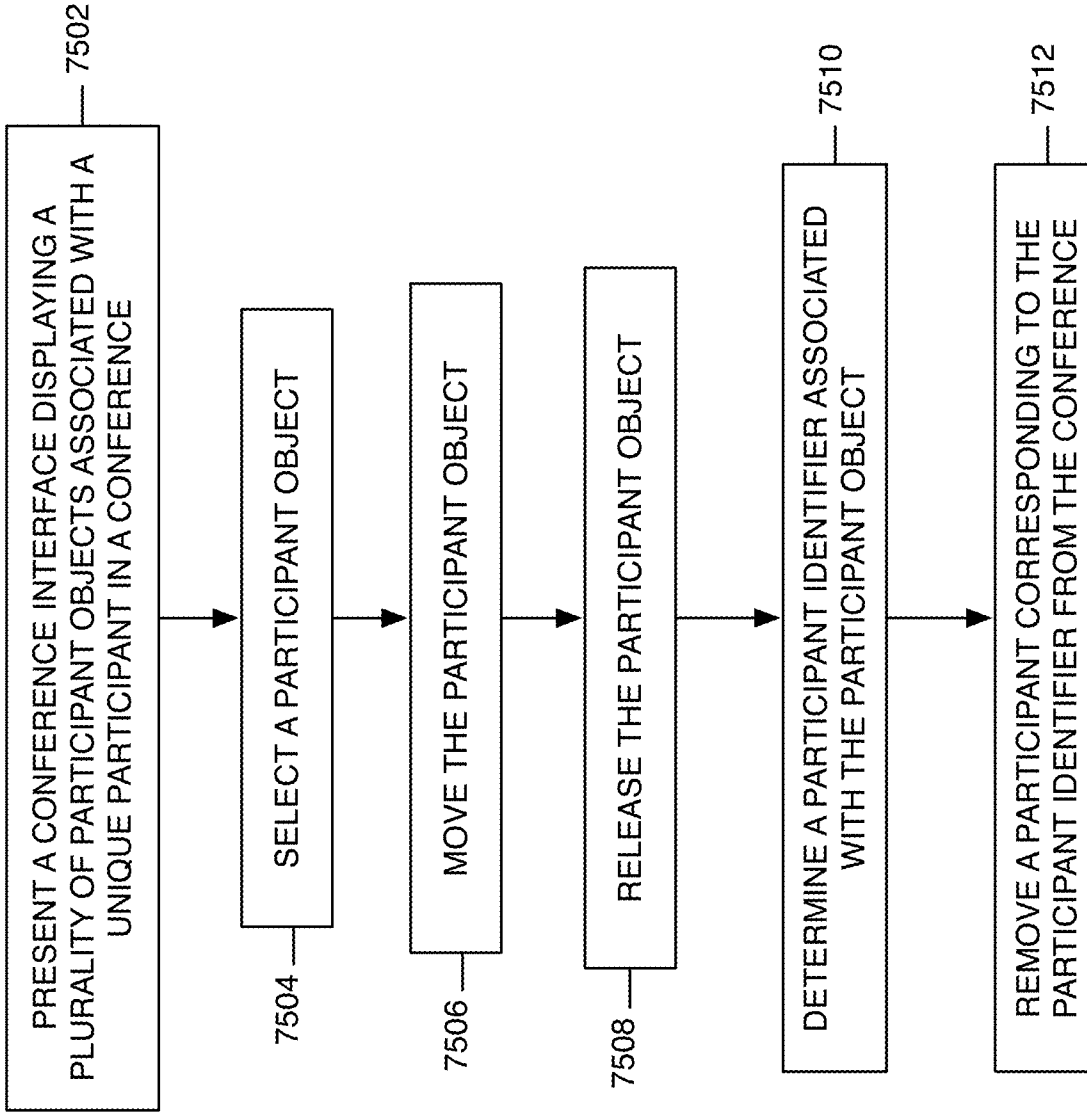 PRESENT A CONFERENCE INTERFACE DISPLAYING A
PLURALITY OF PARTICIPANT OBJECTS ASSOCIATED WITH A
UNIQUE PARTICIPANT IN A CONFERENCE
7502
SELECT A PARTICIPANT OBJECT
7504
MOVE THE PARTICIPANT OBJECT
7506
RELEASE THE PARTICIPANT OBJECT
7508
DETERMINE A PARTICIPANT IDENTIFIER ASSOCIATED
WITH THE PARTICIPANT OBJECT
7510
REMOVE A PARTICIPANT CORRESPONDING TO THE
PARTICIPANT IDENTIFIER FROM THE CONFERENCE
7512